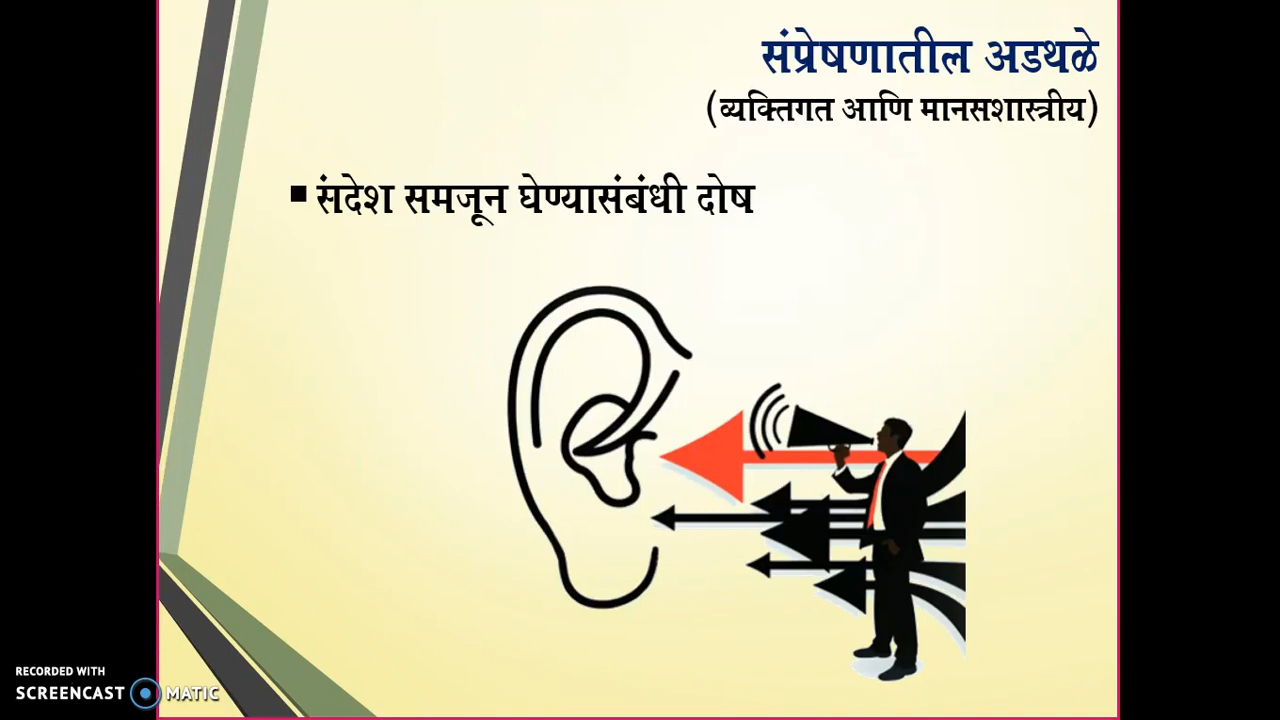 संप्रेषणातील अडथळे
(व्यक्तिगत आणि मानसशास्त्रीय)
▪ संदेश समजून घेण्यासंबंधी दोष
RECORDED WITH
SCREENCAST MATIC